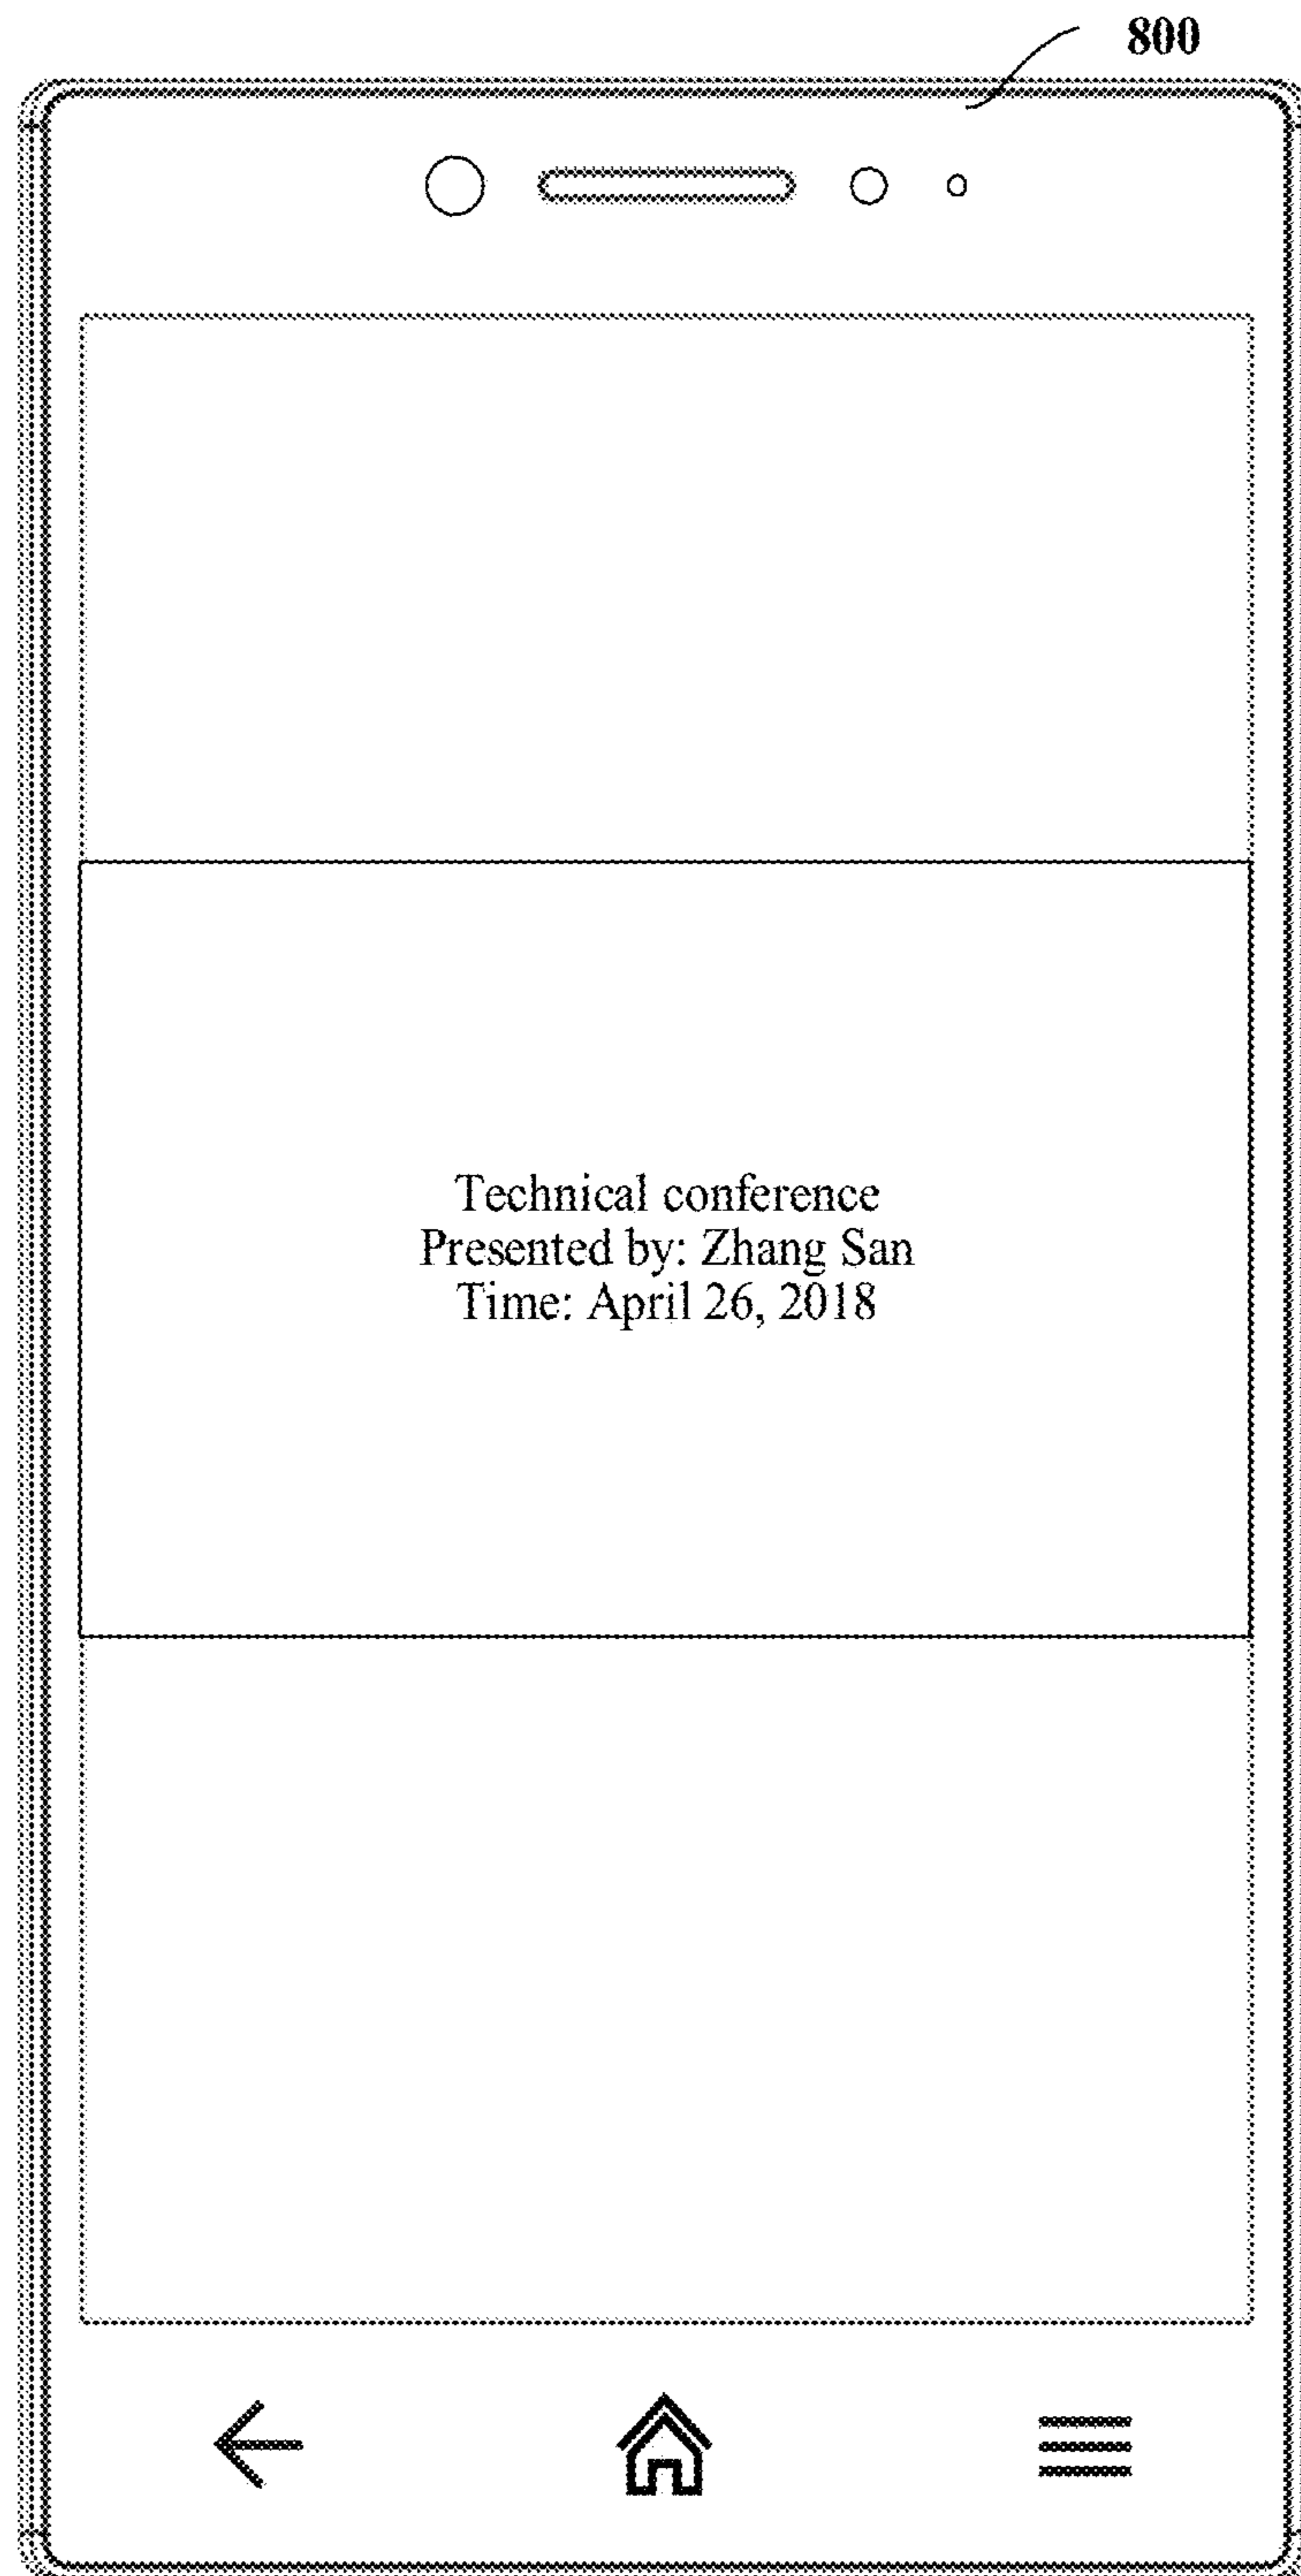 800
Technical conference
Presented by: Zhang San
Time: April 26, 2018